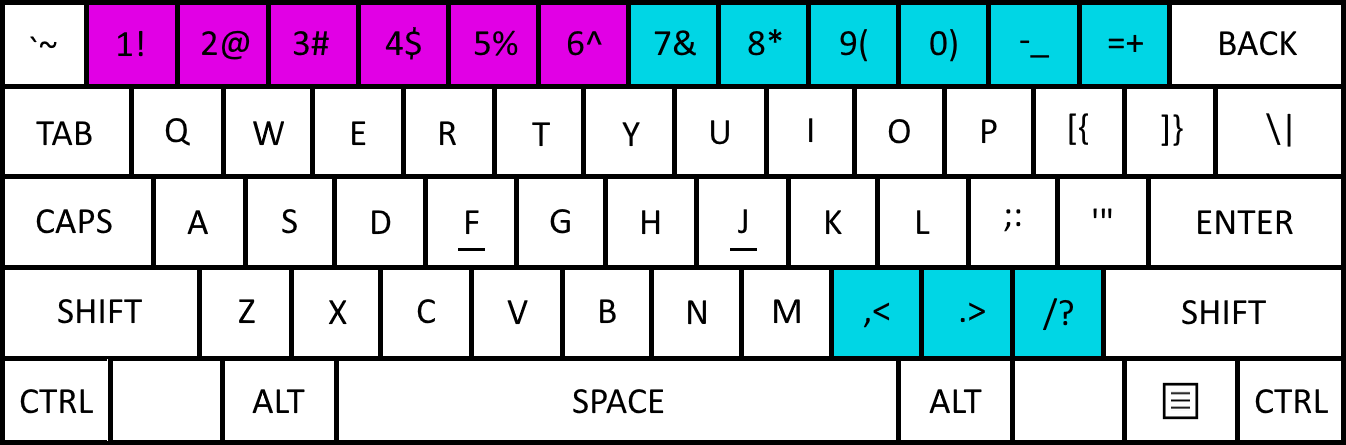 `~ 1! 2@ 3# 4$ 5% 6^ 7& 8* 9( 0) -_ =+ BACK
TAB Q W E R T Y U I O P [{ ]} \|
CAPS A S D F G H J K L ;: '" ENTER
SHIFT Z X C V B N M ,< .> /? SHIFT
CTRL ALT SPACE ALT CTRL